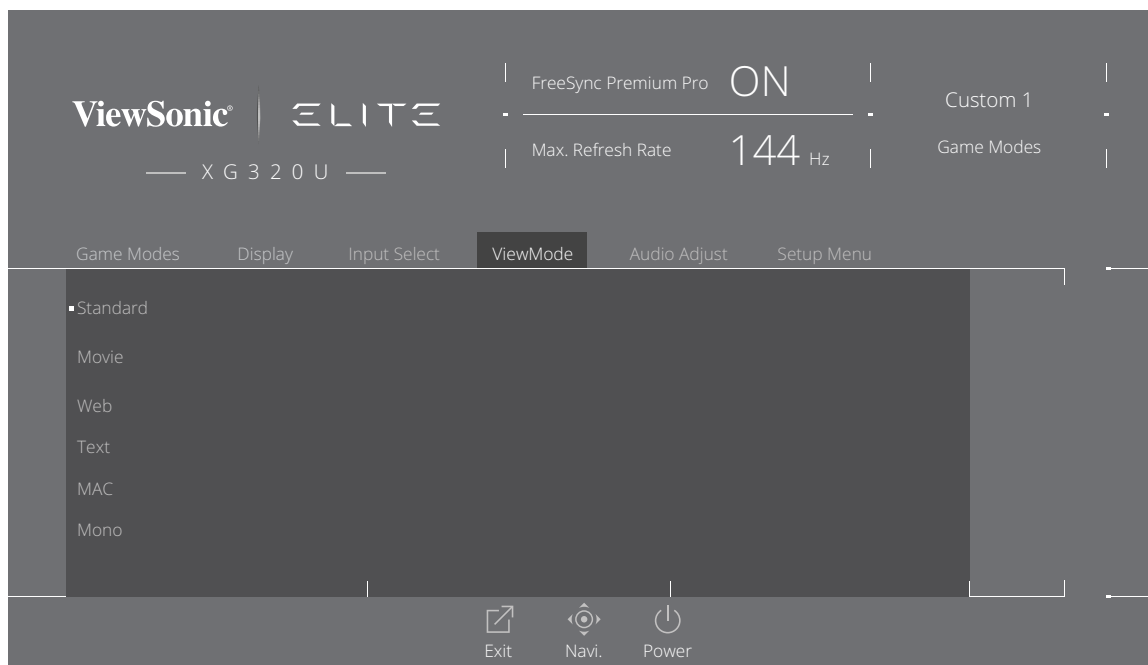 ViewSonic® ELITE
XG320U
FreeSync Premium Pro ON
Max. Refresh Rate 144 Hz
Custom 1
Game Modes
Game Modes Display Input Select ViewMode Audio Adjust Setup Menu
Standard
Movie
Web
Text
MAC
Mono
Exit Navi. Power